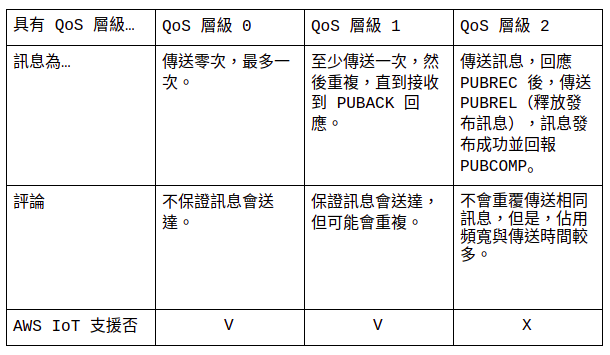 具有 QoS 層級… QoS 層級 0 QoS 層級 1 QoS 層級 2
訊息為…
傳送零次，最多一
次。
至少傳送一次，然
後重複，直到接收
到 PUBACK 回
應。
傳送訊息，回應
PUBREC 後，傳送
PUBREL（釋放發
布訊息），訊息發
布成功並回報
PUBCOMP。
評論
不保證訊息會送
達。
保證訊息會送達，
但可能會重複。
不會重覆傳送相同
訊息，但是，佔用
頻寬與傳送時間較
多。
AWS IoT 支援否 V V X